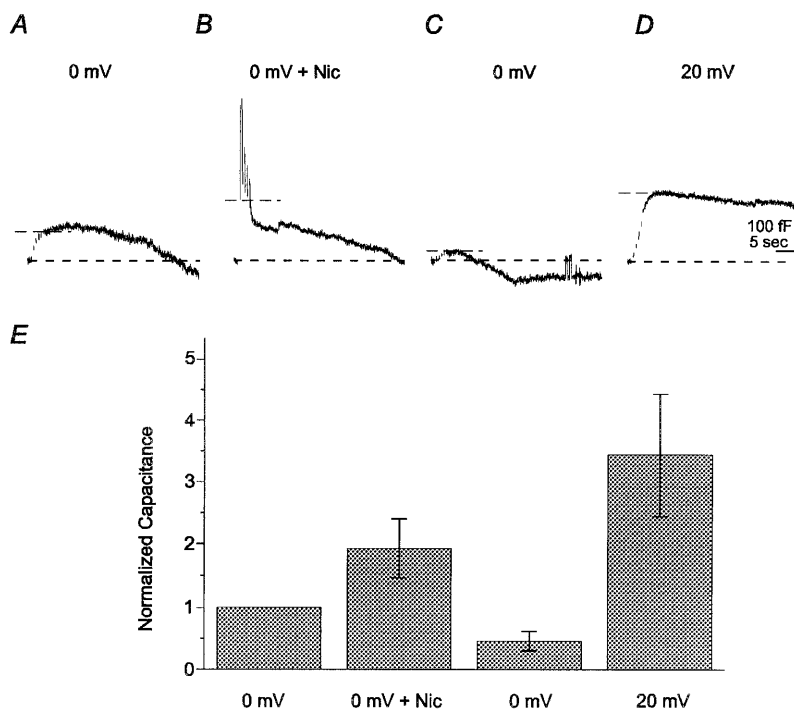 A
B
C
D
0 mV
0 mV + Nic
0 mV
20 mV
100 fF
5 sec
E
Normalized Capacitance
5
4
3
2
1
0
0 mV
0 mV + Nic
0 mV
20 mV